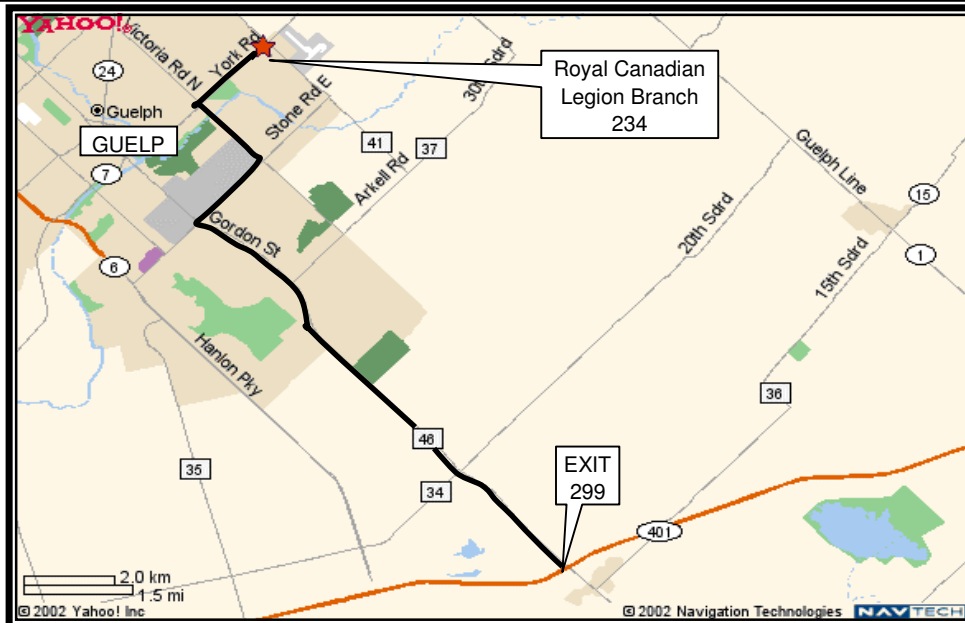 YAHOO!
Victoria Rd N
York Rd
24
Guelph
GUELP
7
Stone Rd E
30th Sdrd
Royal Canadian
Legion Branch
234
41
37
Arkell Rd
Guelph Line
15
1
20th Sdrd
15th Sdrd
Gordon St
6
Hanlon Pky
36
46
35
34
EXIT
299
401
2.0 km
1.5 mi
© 2002 Yahoo! Inc
© 2002 Navigation Technologies
NAVTECH